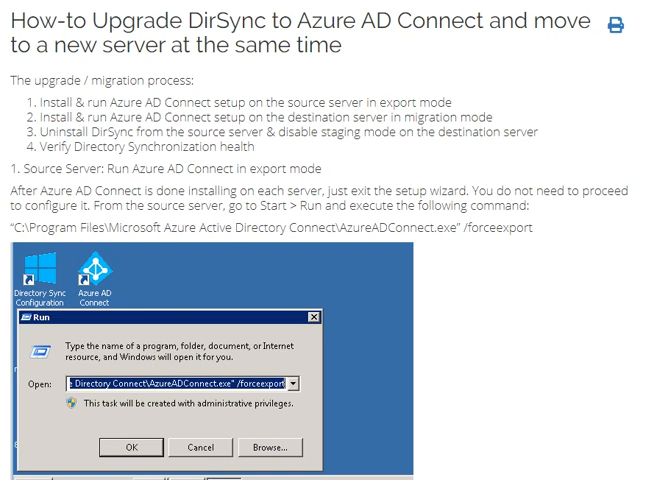 How-to Upgrade DirSync to Azure AD Connect and move
to a new server at the same time
The upgrade / migration process:
1. Install & run Azure AD Connect setup on the source server in export mode
2. Install & run Azure AD Connect setup on the destination server in migration mode
3. Uninstall DirSync from the source server & disable staging mode on the destination server
4. Verify Directory Synchronization health
1. Source Server: Run Azure AD Connect in export mode
After Azure AD Connect is done installing on each server, just exit the setup wizard. You do not need to proceed
to configure it. From the source server, go to Start > Run and execute the following command:
“C:\Program Files\Microsoft Azure Active Directory Connect\AzureADConnect.exe” /forceexport
Directory Sync
Configuration
Azure AD
Connect
Run
Type the name of a program, folder, document, or Internet
resource, and Windows will open it for you.
Open: e Directory Connect\AzureADConnect.exe" /forceexport
This task will be created with administrative privileges.
OK Cancel Browse...